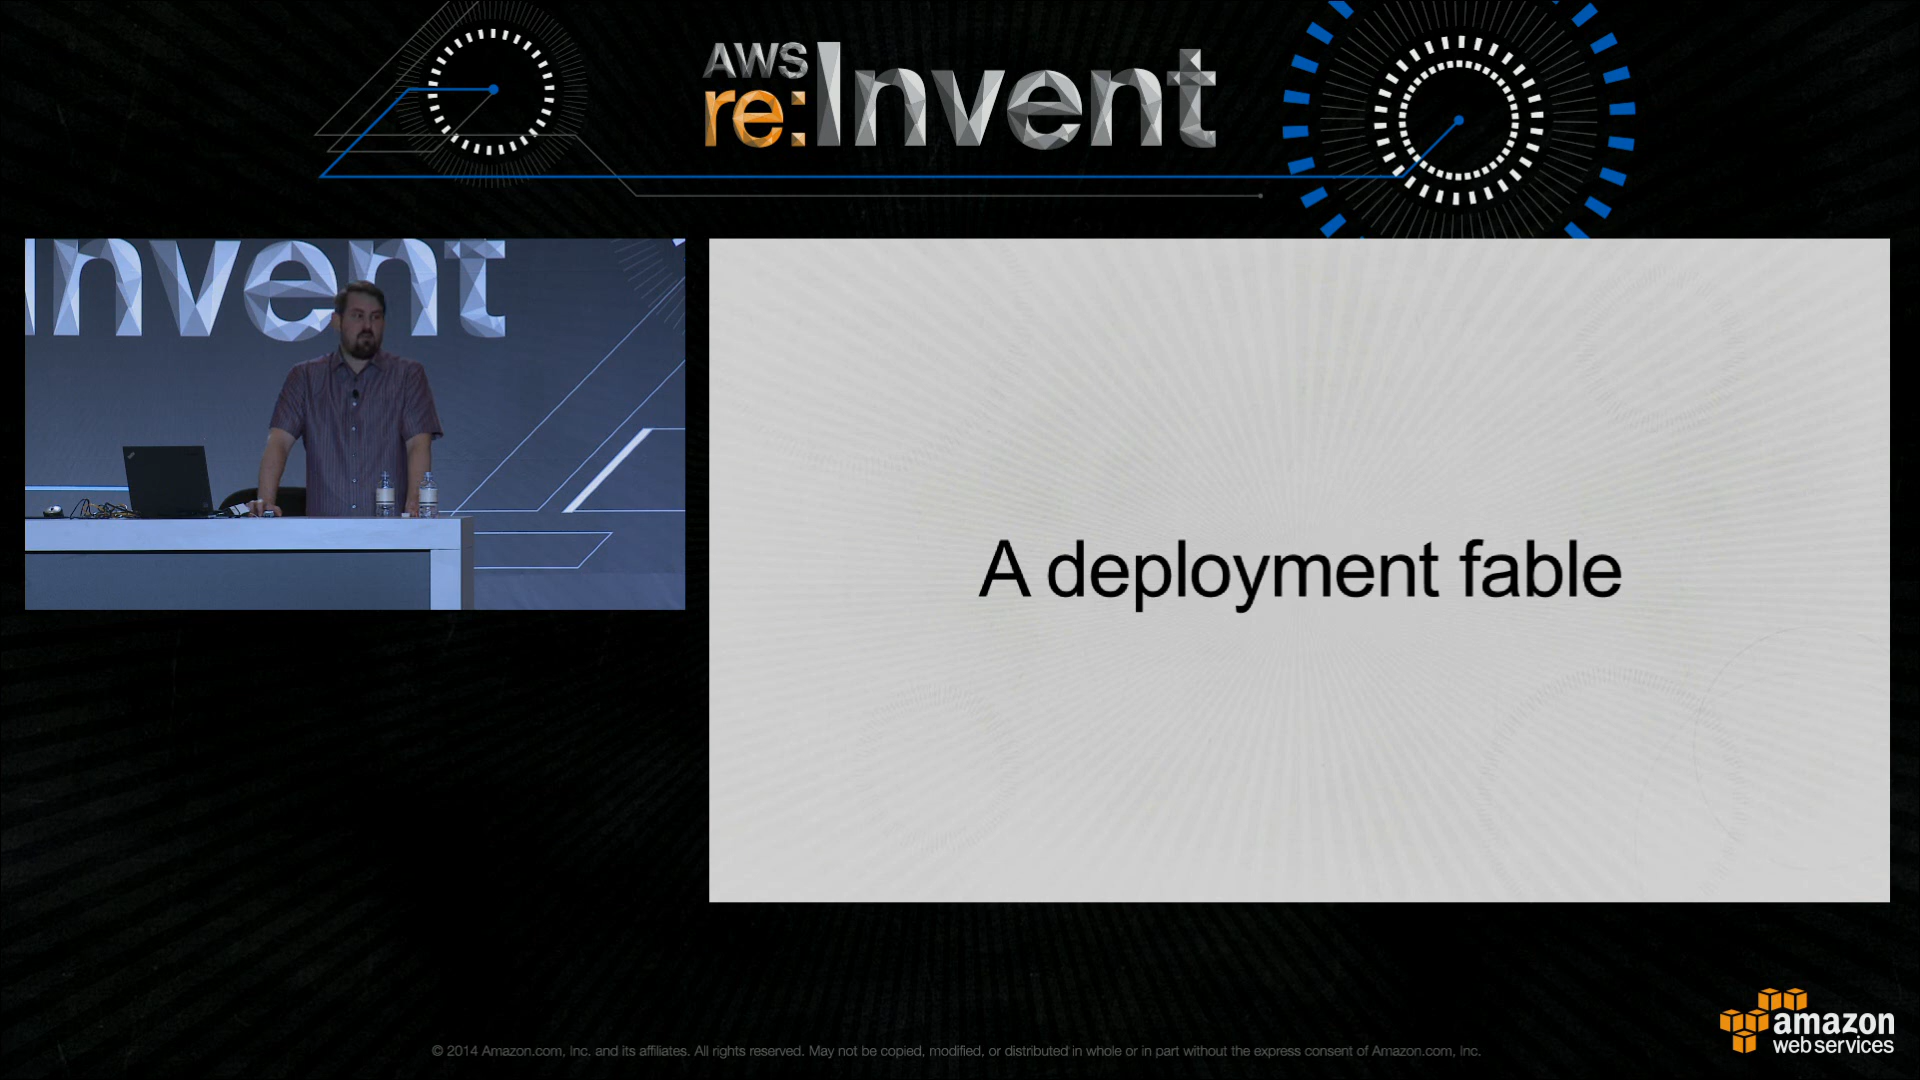 AWS
re:Invent
Invent
A deployment fable
amazon
web services
© 2014 Amazon.com, Inc. and its affiliates. All rights reserved. May not be copied, modified, or distributed in whole or in part without the express consent of Amazon.com, Inc.